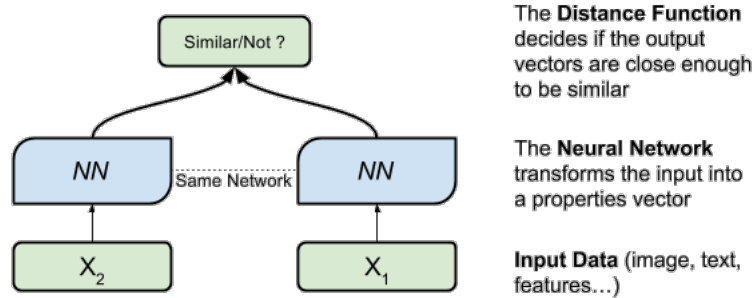 Similar/Not ?
The Distance Function
decides if the output
vectors are close enough
to be similar
NN
Same Network
NN
The Neural Network
transforms the input into
a properties vector
X2
X1
Input Data (image, text,
features...)